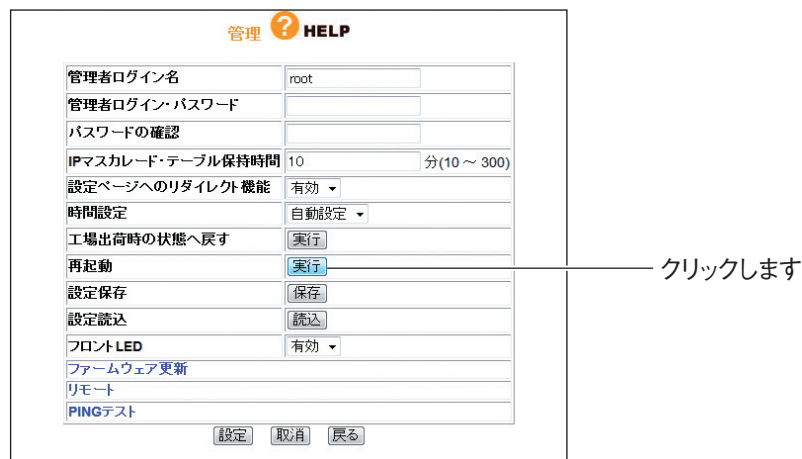 管理 ? HELP
管理者ログイン名 root
管理者ログイン・パスワード
パスワードの確認
IPマスカレード・テーブル保持時間 10 分(10 ～ 300)
設定ページへのリダイレクト機能 有効
時間設定 自動設定
工場出荷時の状態へ戻す 実行
再起動 実行 クリックします
設定保存 保存
設定読込 読込
フロントLED 有効
ファームウェア更新
リモート
PINGテスト
設定 取消 戻る